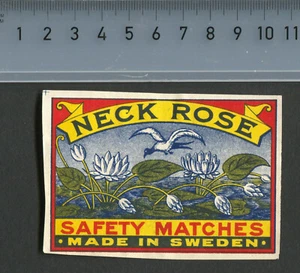 1 2 3 4 5 6 7 8 9 10 11
NECK ROSE
SAFETY MATCHES
• MADE IN SWEDEN •